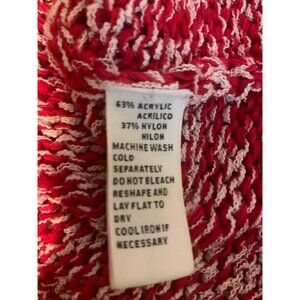 63% ACRYLIC
ACRILICO
37% NYLON
NILON
MACHINE WASH
COLD
SEPARATELY
DO NOT BLEACH
RESHAPE AND
LAY FLAT TO
DRY
COOL IRON IF
NECESSARY